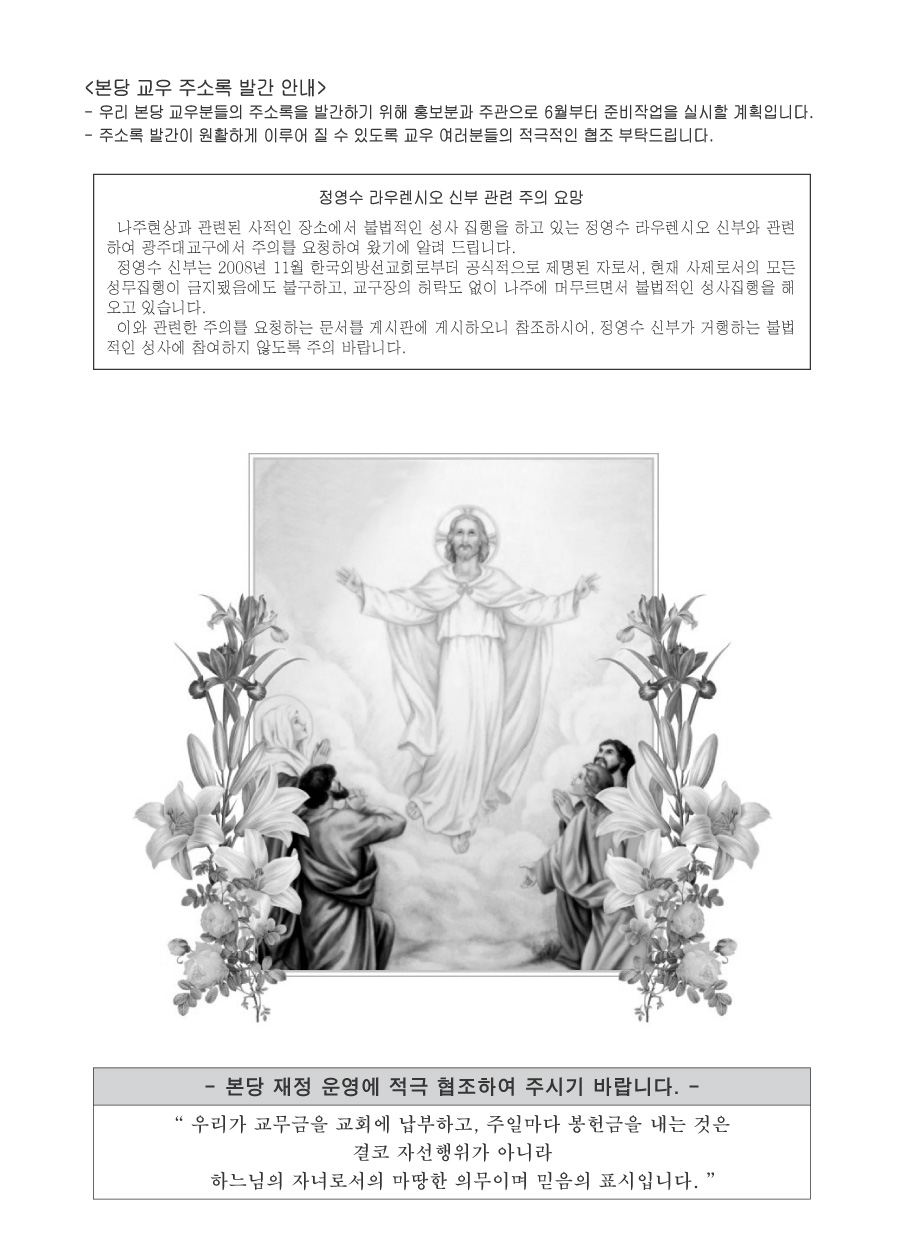 <본당 교우 주소록 발간 안내>
- 우리 본당 교우분들의 주소록을 발간하기 위해 홍보분과 주관으로 6월부터 준비작업을 실시할 계획입니다.
- 주소록 발간이 원활하게 이루어 질 수 있도록 교우 여러분들의 적극적인 협조 부탁드립니다.
정영수 라우렌시오 신부 관련 주의 요망
나주현상과 관련된 사적인 장소에서 불법적인 성사 집행을 하고 있는 정영수 라우렌시오 신부와 관련
하여 광주대교구에서 주의를 요청하여 왔기에 알려 드립니다.
정영수 신부는 2008년 11월 한국외방선교회로부터 공식적으로 제명된 자로서, 현재 사제로서의 모든
성무집행이 금지됐음에도 불구하고, 교구장의 허락도 없이 나주에 머무르면서 불법적인 성사집행을 해
오고 있습니다.
이와 관련한 주의를 요청하는 문서를 게시판에 게시하오니 참조하시어, 정영수 신부가 거행하는 불법
적인 성사에 참여하지 않도록 주의 바랍니다.
- 본당 재정 운영에 적극 협조하여 주시기 바랍니다. -
“ 우리가 교무금을 교회에 납부하고, 주일마다 봉헌금을 내는 것은
결코 자선행위가 아니라
하느님의 자녀로서의 마땅한 의무이며 믿음의 표시입니다. ”